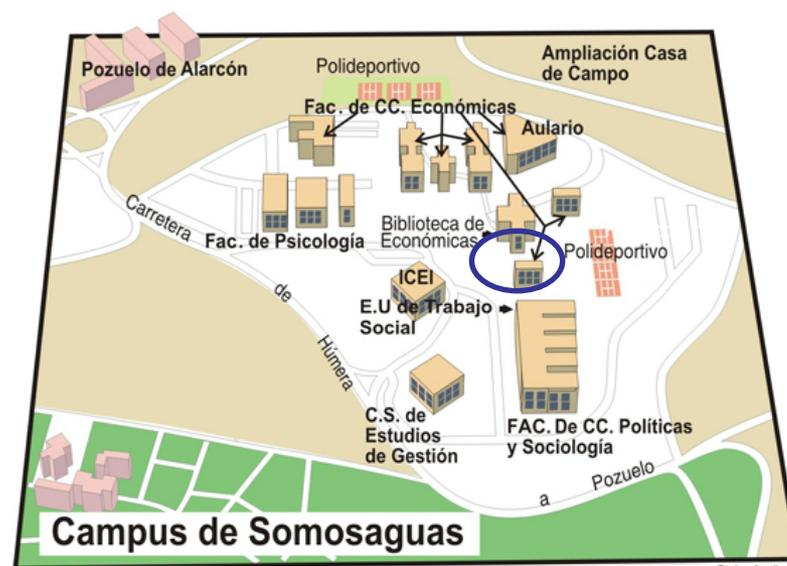 Pozuelo de Alarcón
Polideportivo
Ampliación Casa
de Campo
Fac. de CC. Económicas
Aulario
Carretera
de
Húmera
Fac. de Psicología
Biblioteca de
Económicas
Polideportivo
ICEI
E.U de Trabajo
Social
C.S. de
Estudios
de Gestión
FAC. De CC. Políticas
y Sociología
a
Pozuelo
Campus de Somosaguas